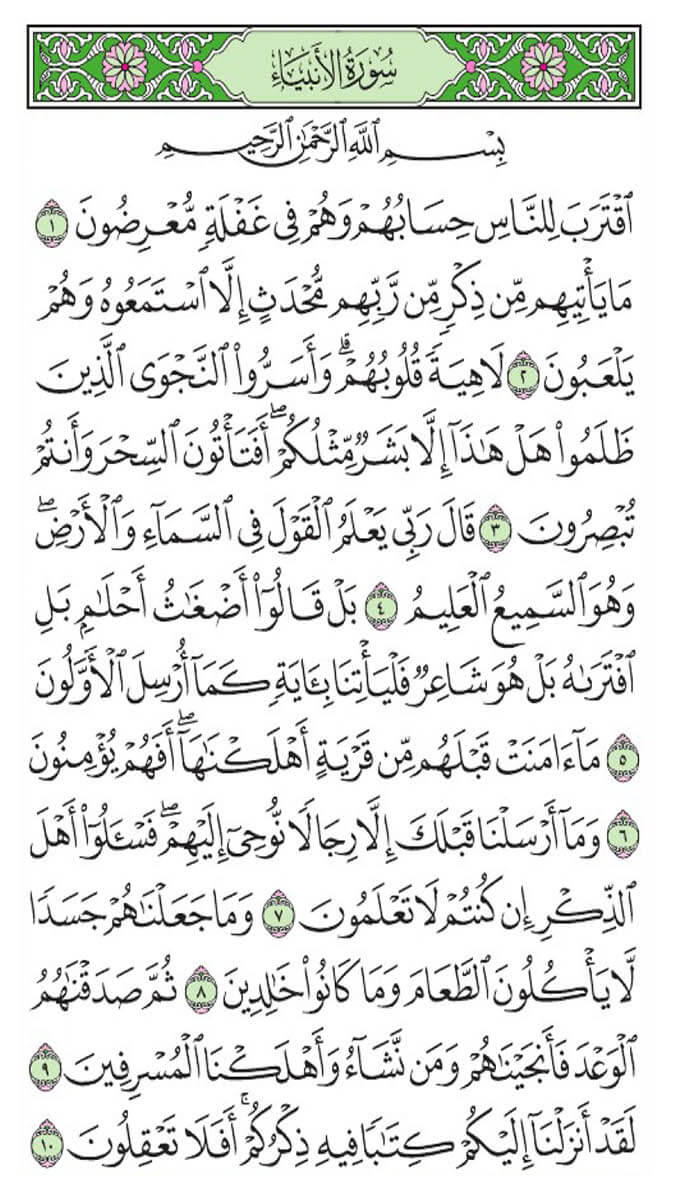 سُورَةُ الأَنبِيَاءِ
بِسۡمِ ٱللَّهِ ٱلرَّحۡمَٰنِ ٱلرَّحِيمِ
ٱقۡتَرَبَ لِلنَّاسِ حِسَابُهُمۡ وَهُمۡ فِي غَفۡلَةٖ مُّعۡرِضُونَ ١
مَا يَأۡتِيهِم مِّن ذِكۡرٖ مِّن رَّبِّهِم مُّحۡدَثٍ إِلَّا ٱسۡتَمَعُوهُ وَهُمۡ
يَلۡعَبُونَ ٢ لَاهِيَةٗ قُلُوبُهُمۡۗ وَأَسَرُّواْ ٱلنَّجۡوَى ٱلَّذِينَ
ظَلَمُواْ هَلۡ هَٰذَآ إِلَّا بَشَرٞ مِّثۡلُكُمۡۖ أَفَتَأۡتُونَ ٱلسِّحۡرَ وَأَنتُمۡ
تُبۡصِرُونَ ٣ قَالَ رَبِّي يَعۡلَمُ ٱلۡقَوۡلَ فِي ٱلسَّمَآءِ وَٱلۡأَرۡضِۖ
وَهُوَ ٱلسَّمِيعُ ٱلۡعَلِيمُ ٤ بَلۡ قَالُوٓاْ أَضۡغَٰثُ أَحۡلَٰمِۭ بَلِ
ٱفۡتَرَىٰهُ بَلۡ هُوَ شَاعِرٞ فَلۡيَأۡتِنَا بِـَٔايَةٖ كَمَآ أُرۡسِلَ ٱلۡأَوَّلُونَ
٥ مَآ ءَامَنَتۡ قَبۡلَهُم مِّن قَرۡيَةٍ أَهۡلَكۡنَٰهَآۖ أَفَهُمۡ يُؤۡمِنُونَ
٦ وَمَآ أَرۡسَلۡنَا قَبۡلَكَ إِلَّا رِجَالٗا نُّوحِيٓ إِلَيۡهِمۡۖ فَسۡـَٔلُوٓاْ أَهۡلَ
ٱلذِّكۡرِ إِن كُنتُمۡ لَا تَعۡلَمُونَ ٧ وَمَا جَعَلۡنَٰهُمۡ جَسَدٗا
لَّا يَأۡكُلُونَ ٱلطَّعَامَ وَمَا كَانُواْ خَٰلِدِينَ ٨ ثُمَّ صَدَقۡنَٰهُمُ
ٱلۡوَعۡدَ فَأَنجَيۡنَٰهُمۡ وَمَن نَّشَآءُ وَأَهۡلَكۡنَا ٱلۡمُسۡرِفِينَ ٩
لَقَدۡ أَنزَلۡنَآ إِلَيۡكُمۡ كِتَٰبٗا فِيهِ ذِكۡرُكُمۡۚ أَفَلَا تَعۡقِلُونَ ١٠